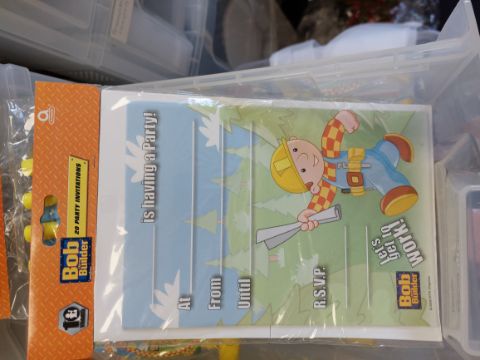 Bob
the Builder
20 PARTY INVITATIONS
is having a Party!
At
From
Until
R.S.V.P.
Let's
get to
WORK!
Bob
the Builder